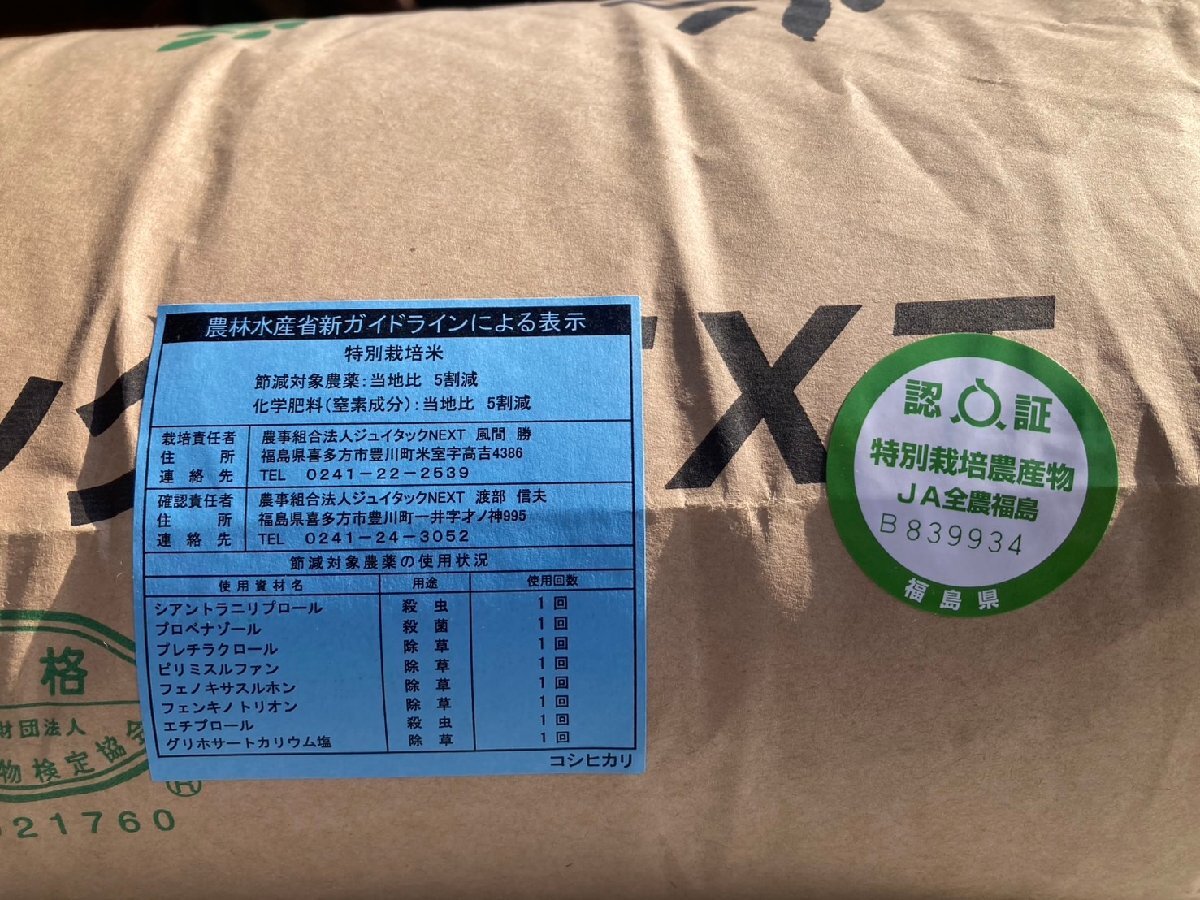 農林水産省新ガイドラインによる表示
特別栽培米
節減対象農薬：当地比 5割減
化学肥料（窒素成分）：当地比 5割減
栽培責任者 農事組合法人ジュイタックNEXT 風間 勝
住所 福島県喜多方市豊川町米室字高吉4386
連絡先 TEL 0241－22－2539
確認責任者 農事組合法人ジュイタックNEXT 渡部 信夫
住所 福島県喜多方市豊川町一井字才ノ神995
連絡先 TEL 0241－24－3052
節減対象農薬の使用状況
使用資材名 用途 使用回数
シアントラニリプロール 殺虫 1回
プロペナゾール 殺菌 1回
プレチラクロール 除草 1回
ピリミスルファン 除草 1回
フェノキサスルホン 除草 1回
フェンキノトリオン 除草 1回
エチプロール 殺虫 1回
グリホサートカリウム塩 除草 1回
コシヒカリ
XT
認証
特別栽培農産物
JA全農福島
B839934
福島県
格
財団法人
物検定協会
21760